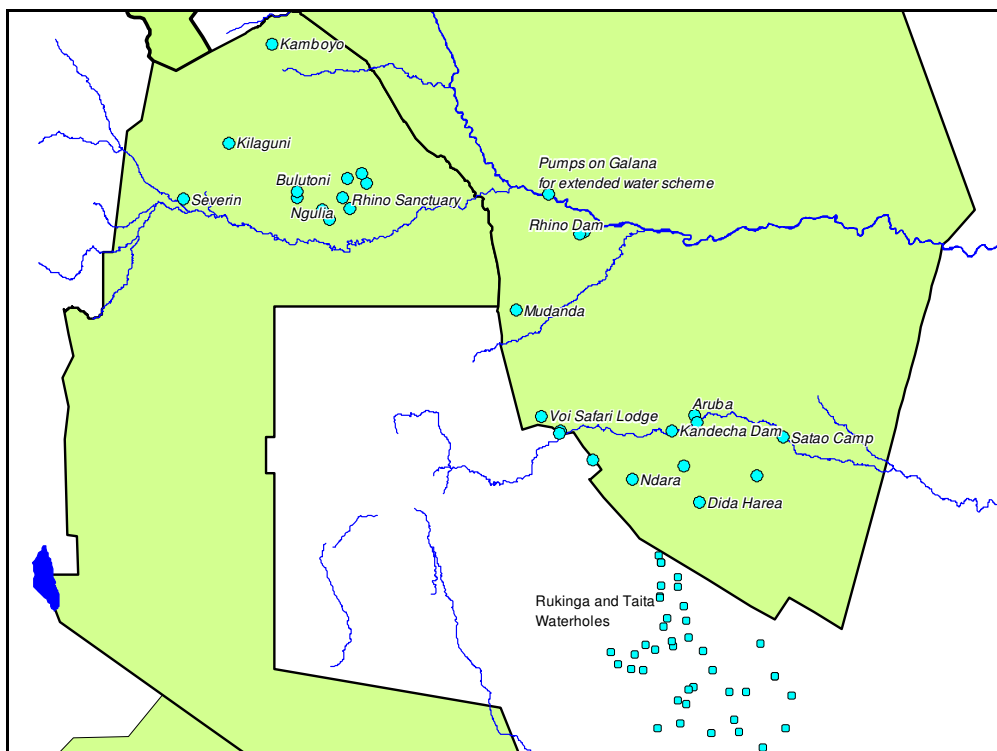 Kamboyo
Kilaguni
Pumps on Galana
for extended water scheme
Bulutoni
Severin
Rhino Sanctuary
Ngulia
Rhino Dam
Mudanda
Aruba
Voi Safari Lodge
Kandecha Dam
Satao Camp
Ndara
Dida Harea
Rukinga and Taita
Waterholes